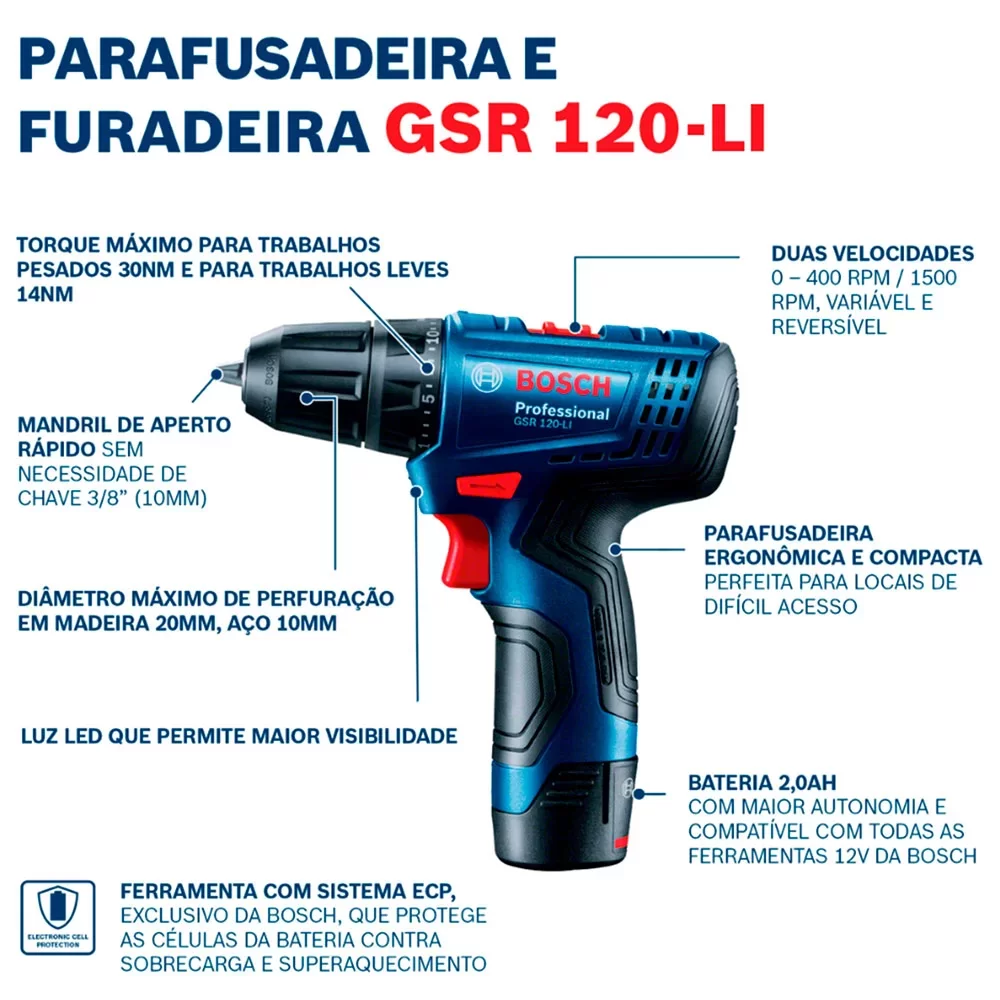 PARAFUSADEIRA E
FURADEIRA GSR 120-LI
TORQUE MÁXIMO PARA TRABALHOS
PESADOS 30NM E PARA TRABALHOS LEVES
14NM
DUAS VELOCIDADES
0 – 400 RPM / 1500
RPM, VARIÁVEL E
REVERSÍVEL
10
5
1
BOSCH
Professional
GSR 120-LI
BOSCH
MANDRIL DE APERTO
RÁPIDO SEM
NECESSIDADE DE
CHAVE 3/8” (10MM)
PARAFUSADEIRA
ERGONÔMICA E COMPACTA
PERFEITA PARA LOCAIS DE
DIFÍCIL ACESSO
DIÂMETRO MÁXIMO DE PERFURAÇÃO
EM MADEIRA 20MM, AÇO 10MM
LUZ LED QUE PERMITE MAIOR VISIBILIDADE
BATERIA 2,0AH
COM MAIOR AUTONOMIA E
COMPATÍVEL COM TODAS AS
FERRAMENTAS 12V DA BOSCH
ELECTRONIC CELL
PROTECTION
FERRAMENTA COM SISTEMA ECP,
EXCLUSIVO DA BOSCH, QUE PROTEGE
AS CÉLULAS DA BATERIA CONTRA
SOBRECARGA E SUPERAQUECIMENTO